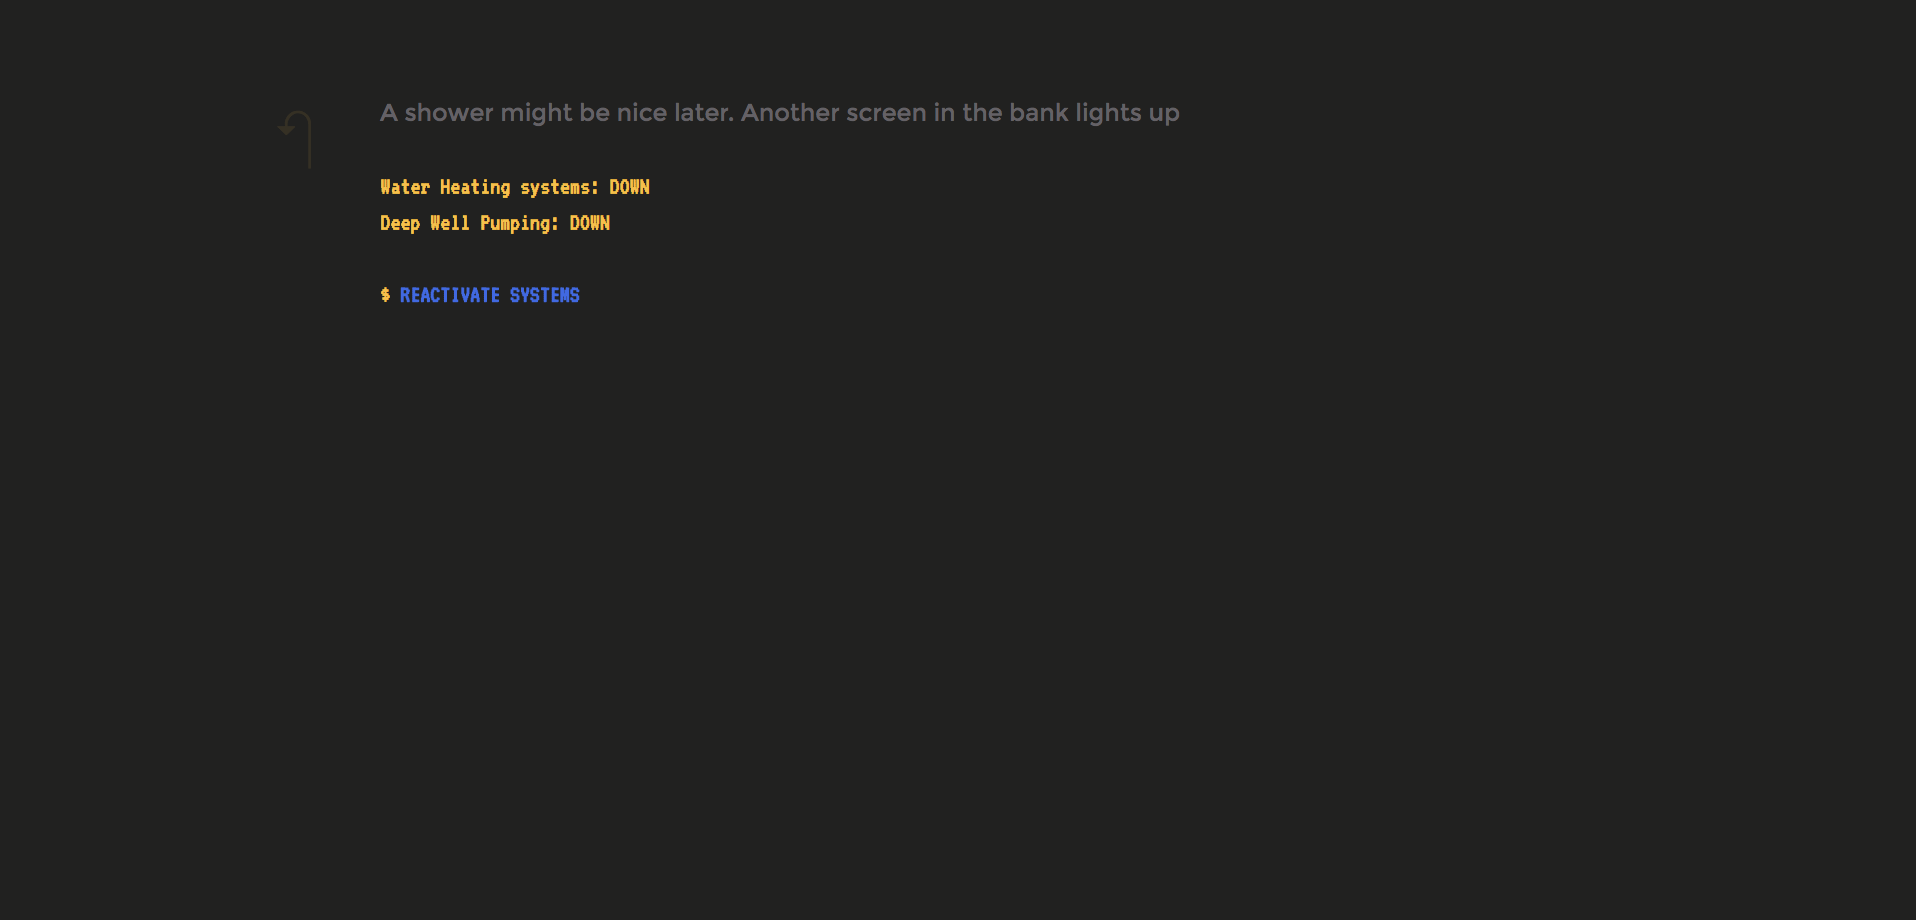 A shower might be nice later. Another screen in the bank lights up
Water Heating systems: DOWN
Deep Well Pumping: DOWN
$ REACTIVATE SYSTEMS